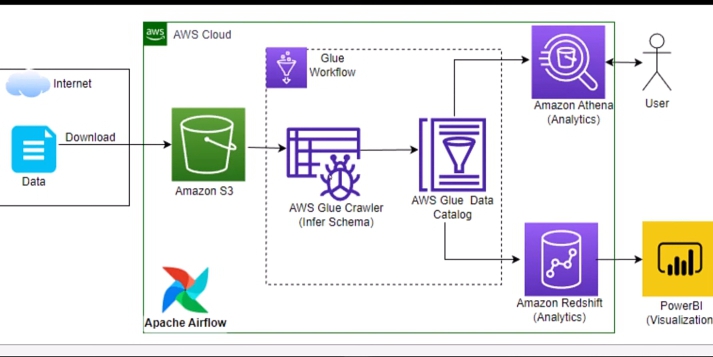 aws
AWS Cloud
Internet
Download
Data
Amazon S3
Glue
Workflow
AWS Glue Crawler
(Infer Schema)
AWS Glue Data
Catalog
Amazon Athena
(Analytics)
User
Amazon Redshift
(Analytics)
PowerBI
(Visualization
Apache Airflow